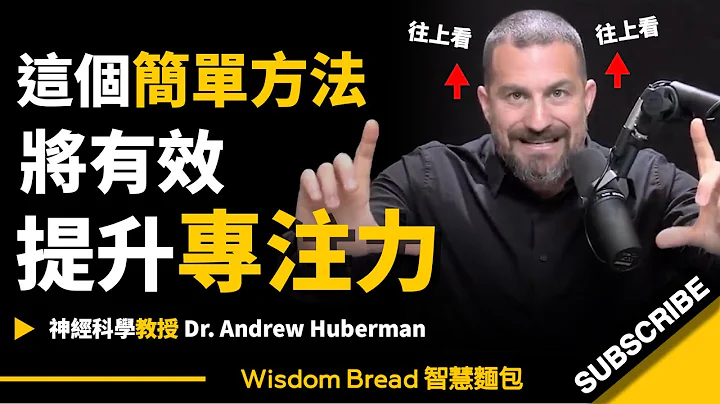 往上看
往上看
這個簡單方法
將有效
提升專注力
神經科學教授 Dr. Andrew Huberman
Wisdom Bread 智慧麵包
SUBSCRIBE